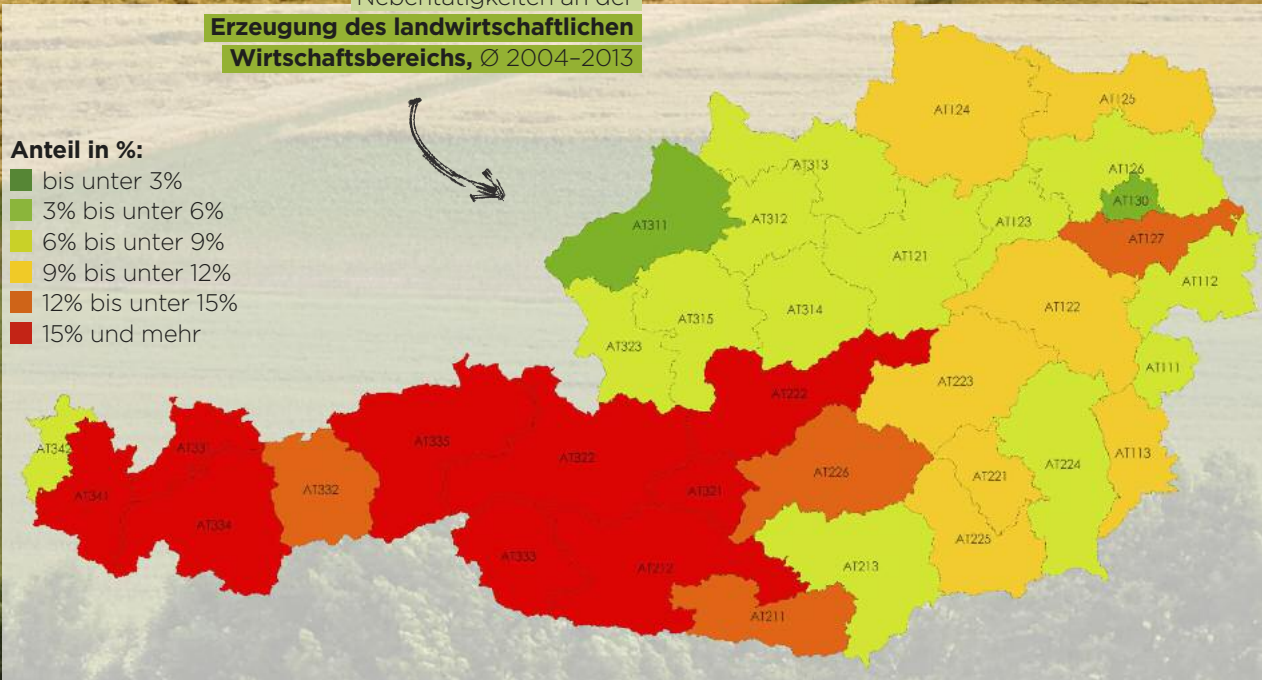 Nebentätigkeiten an der
Erzeugung des landwirtschaftlichen
Wirtschaftsbereichs, Ø 2004–2013
Anteil in %:
bis unter 3%
3% bis unter 6%
6% bis unter 9%
9% bis unter 12%
12% bis unter 15%
15% und mehr
AT124
AT125
AT313
AT126
AT130
AT311
AT312
AT123
AT127
AT121
AT112
AT122
AT314
AT315
AT323
AT111
AT223
AT222
AT335
AT342
AT331
AT322
AT113
AT224
AT226
AT221
AT332
AT321
AT341
AT334
AT225
AT333
AT212
AT213
AT211